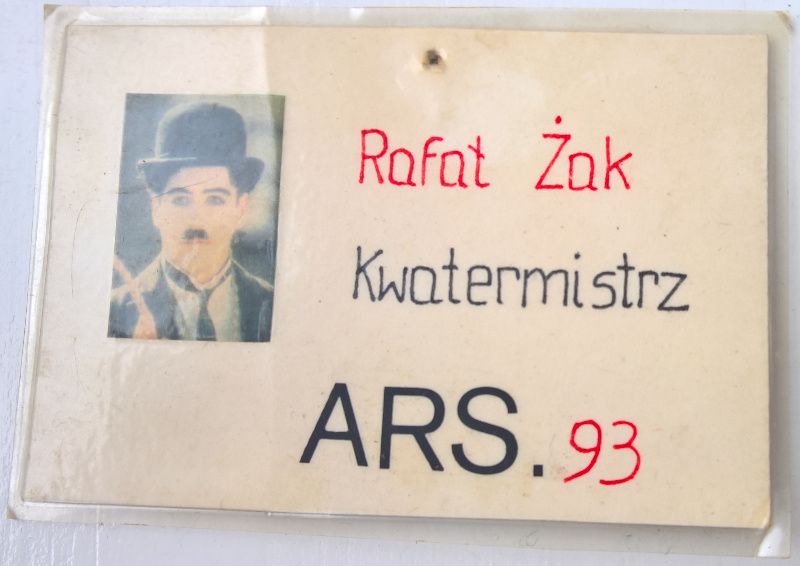 Rafał Żak
Kwatermistrz
ARS. 93